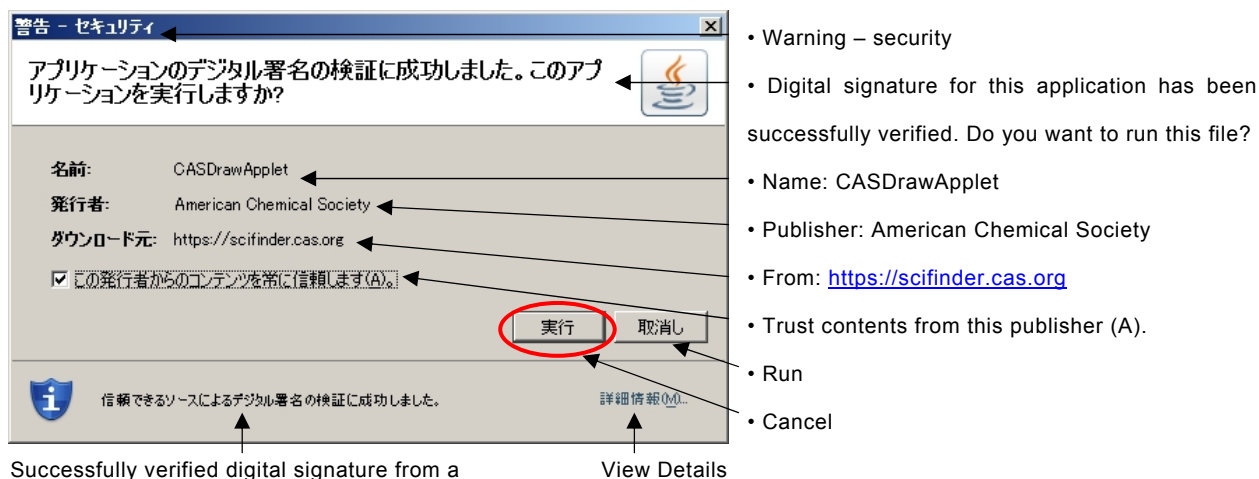 警告 - セキュリティ
アプリケーションのデジタル署名の検証に成功しました。このアプ
リケーションを実行しますか?
名前: CASDrawApplet
発行者: American Chemical Society
ダウンロード元: https://scifinder.cas.org
この発行者からのコンテンツを常に信頼します(A)。
実行 取消し
信頼できるソースによるデジタル署名の検証に成功しました。 詳細情報(M)...
Successfully verified digital signature from a View Details
• Warning – security
• Digital signature for this application has been
successfully verified. Do you want to run this file?
• Name: CASDrawApplet
• Publisher: American Chemical Society
• From: https://scifinder.cas.org
• Trust contents from this publisher (A).
• Run
• Cancel